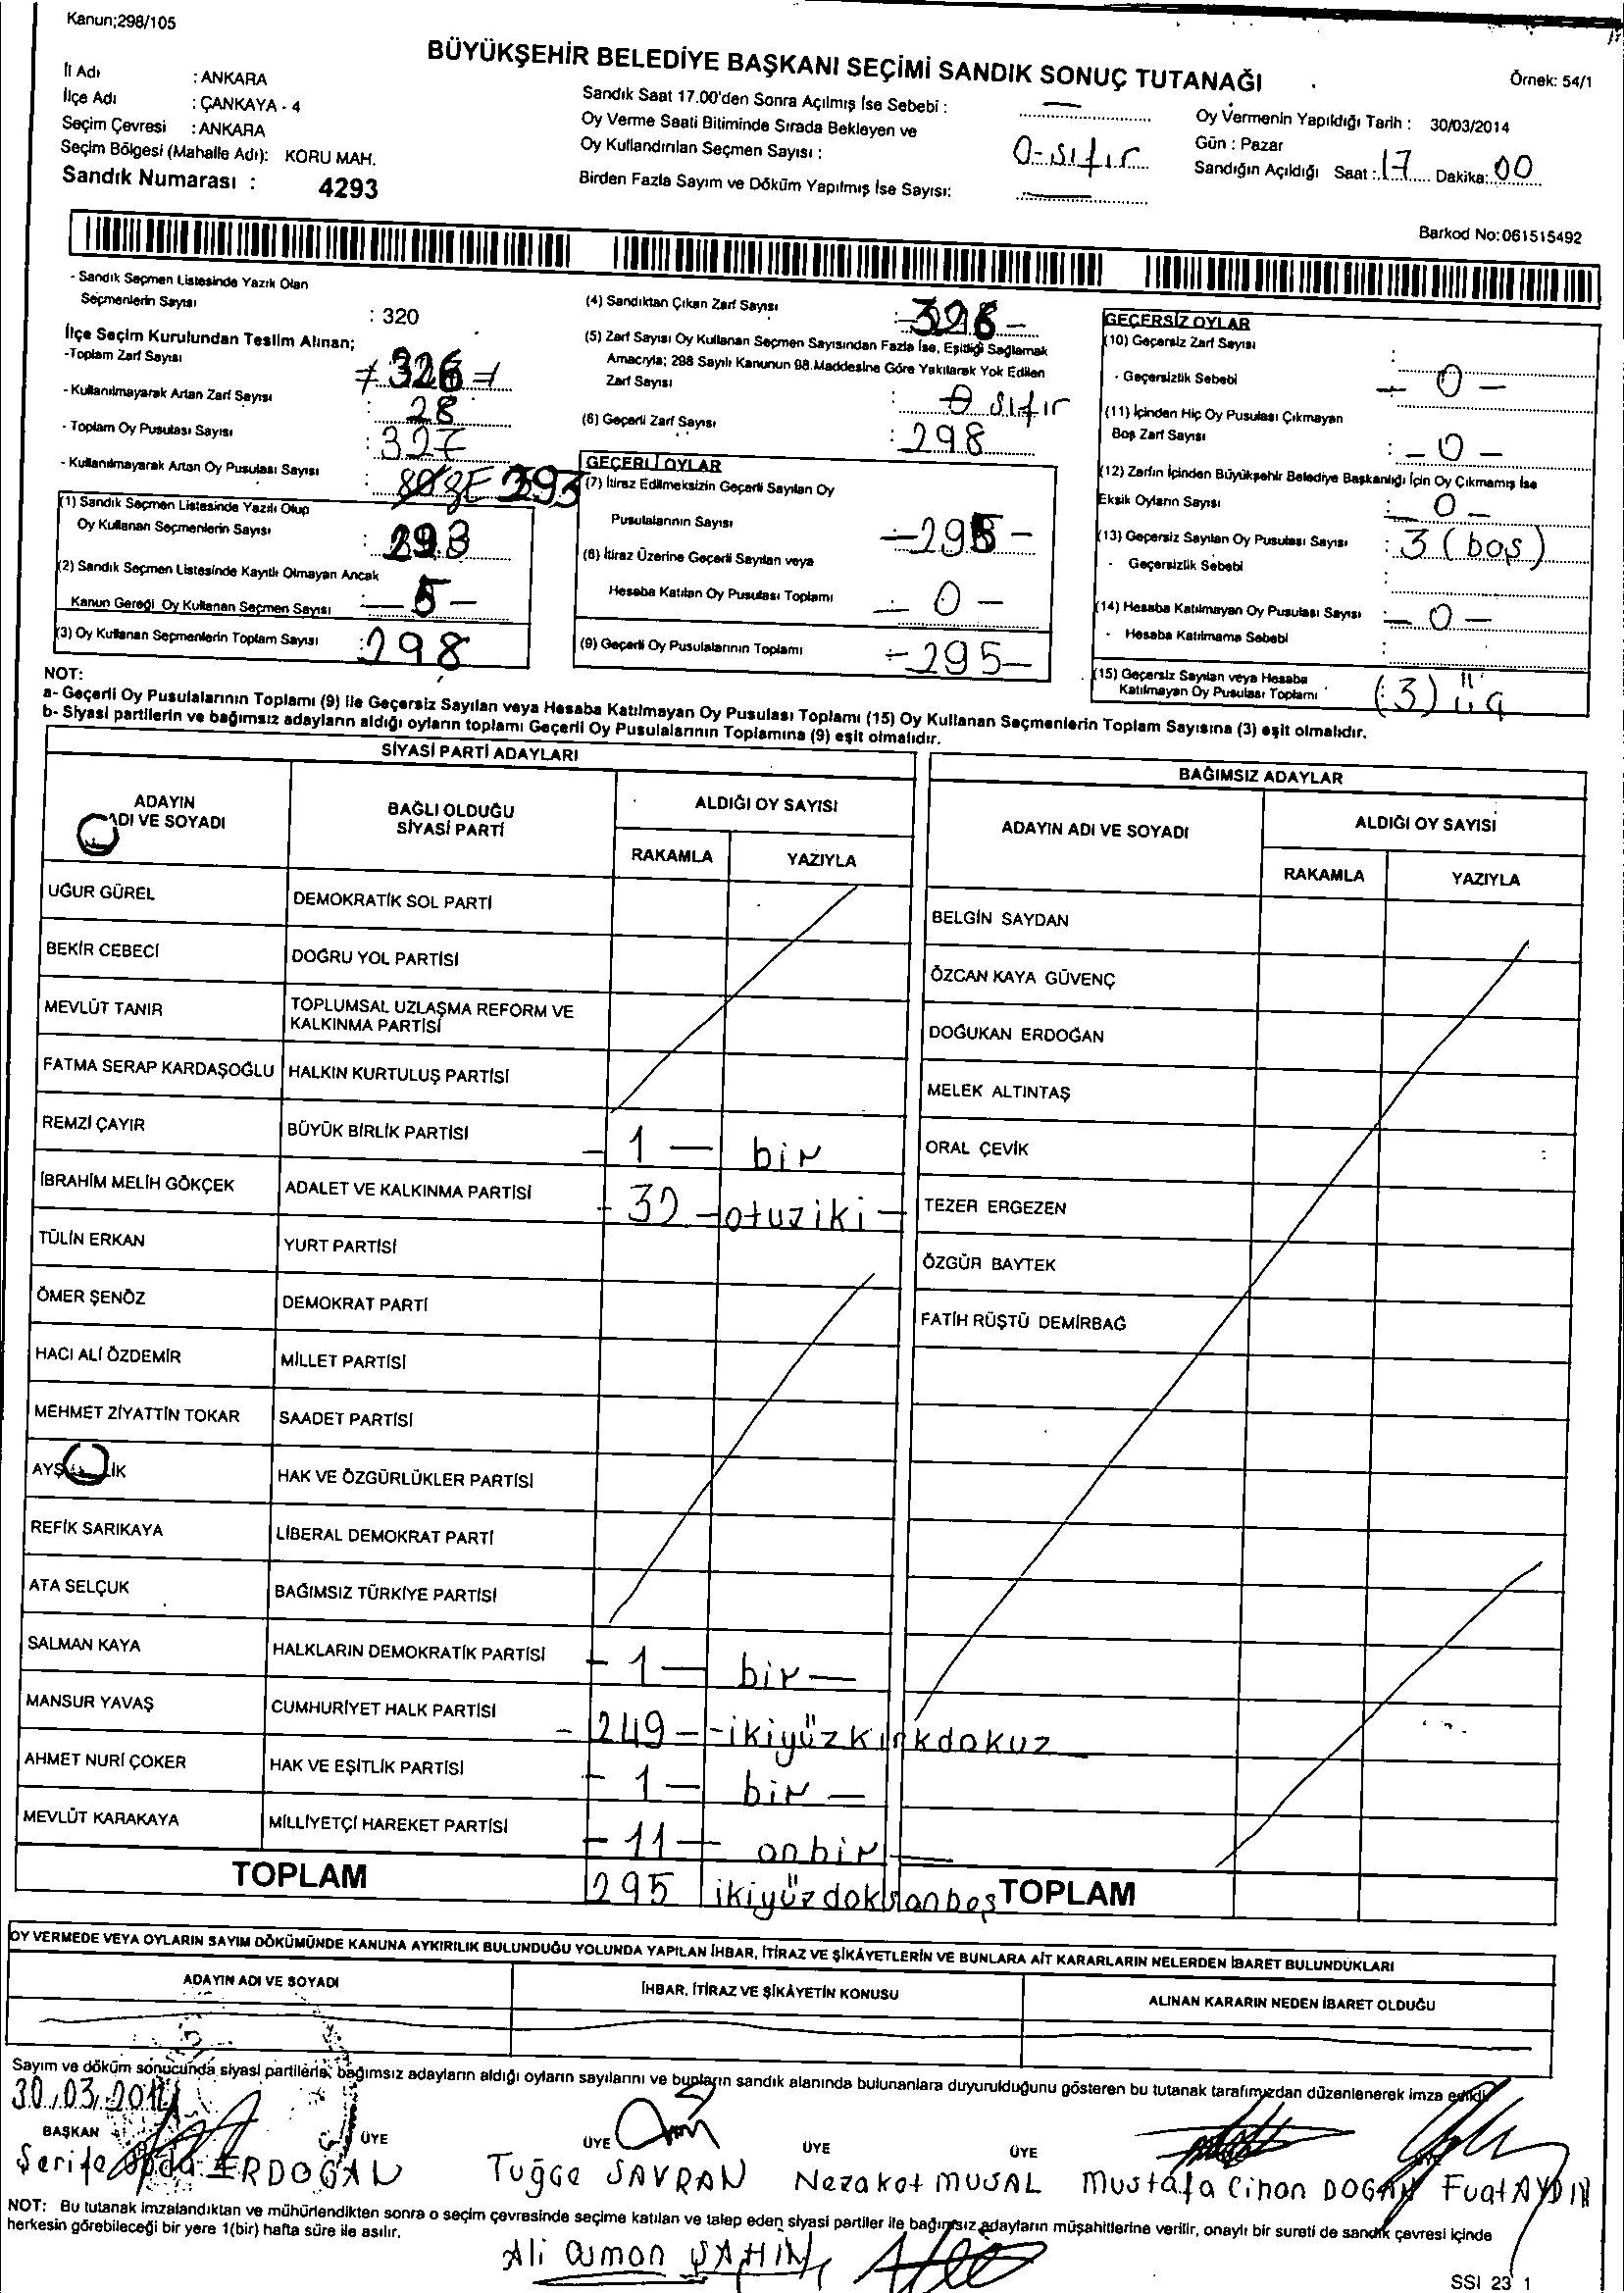 Kanun;298/105
BÜYÜKŞEHİR BELEDİYE BAŞKANI SEÇİMİ SANDIK SONUÇ TUTANAĞI
Örnek: 54/1
İl Adı : ANKARA
İlçe Adı : ÇANKAYA - 4
Seçim Çevresi : ANKARA
Seçim Bölgesi (Mahalle Adı): KORU MAH.
Sandık Numarası : 4293
Sandık Saat 17.00'den Sonra Açılmış İse Sebebi : —
Oy Verme Saati Bitiminde Sırada Bekleyen ve
Oy Kullandırılan Seçmen Sayısı : 0-sıfır
Birden Fazla Sayım ve Döküm Yapılmış İse Sayısı: —
Oy Vermenin Yapıldığı Tarih : 30/03/2014
Gün : Pazar
Sandığın Açıldığı Saat : 17 Dakika: 00
Barkod No:061515492
- Sandık Seçmen Listesinde Yazılı Olan
Seçmenlerin Sayısı : 320
İlçe Seçim Kurulundan Teslim Alınan;
-Toplam Zarf Sayısı 326
- Kullanılmayarak Artan Zarf Sayısı : 28
- Toplam Oy Pusulası Sayısı : 327
- Kullanılmayarak Artan Oy Pusulası Sayısı :
(1) Sandık Seçmen Listesinde Yazılı Olup
Oy Kullanan Seçmenlerin Sayısı : 293
(2) Sandık Seçmen Listesinde Kayıtlı Olmayan Ancak
Kanun Gereği Oy Kullanan Seçmen Sayısı : — 5 -
(3) Oy Kullanan Seçmenlerin Toplam Sayısı : 298
(4) Sandıktan Çıkan Zarf Sayısı :
(5) Zarf Sayısı Oy Kullanan Seçmen Sayısından Fazla İse, Eşitliği Sağlamak
Amacıyla; 298 Sayılı Kanunun 98.Maddesine Göre Yakılarak Yok Edilen
Zarf Sayısı : 0 sıfır
(6) Geçerli Zarf Sayısı : 298
GEÇERLİ OYLAR
(7) İtiraz Edilmeksizin Geçerli Sayılan Oy
Pusulalarının Sayısı —295—
(8) İtiraz Üzerine Geçerli Sayılan veya
Hesaba Katılan Oy Pusulası Toplamı — 0 —
(9) Geçerli Oy Pusulalarının Toplamı -295-
GEÇERSİZ OYLAR
(10) Geçersiz Zarf Sayısı :
- Geçersizlik Sebebi — 0 —
(11) İçinden Hiç Oy Pusulası Çıkmayan
Boş Zarf Sayısı : - 0 -
(12) Zarfın İçinden Büyükşehir Belediye Başkanlığı İçin Oy Çıkmamış İse
Eksik Oyların Sayısı : - 0 -
(13) Geçersiz Sayılan Oy Pusulası Sayısı : 3 (boş)
- Geçersizlik Sebebi :
(14) Hesaba Katılmayan Oy Pusulası Sayısı : - 0 -
- Hesaba Katılmama Sebebi :
(15) Geçersiz Sayılan veya Hesaba
Katılmayan Oy Pusulası Toplamı : (3) üç
NOT:
a- Geçerli Oy Pusulalarının Toplamı (9) ile Geçersiz Sayılan veya Hesaba Katılmayan Oy Pusulası Toplamı (15) Oy Kullanan Seçmenlerin Toplam Sayısına (3) eşit olmalıdır.
b- Siyasi partilerin ve bağımsız adayların aldığı oyların toplamı Geçerli Oy Pusulalarının Toplamına (9) eşit olmalıdır.
SİYASİ PARTİ ADAYLARI
ADAYIN
ADI VE SOYADI
BAĞLI OLDUĞU
SİYASİ PARTİ
ALDIĞI OY SAYISI
RAKAMLA YAZIYLA
UĞUR GÜREL DEMOKRATİK SOL PARTİ
BEKİR CEBECİ DOĞRU YOL PARTİSİ
MEVLÜT TANIR TOPLUMSAL UZLAŞMA REFORM VE
KALKINMA PARTİSİ
FATMA SERAP KARDAŞOĞLU HALKIN KURTULUŞ PARTİSİ
REMZİ ÇAYIR BÜYÜK BİRLİK PARTİSİ - 1 — bir
İBRAHİM MELİH GÖKÇEK ADALET VE KALKINMA PARTİSİ - 32 - otuziki -
TÜLİN ERKAN YURT PARTİSİ
ÖMER ŞENÖZ DEMOKRAT PARTİ
HACI ALİ ÖZDEMİR MİLLET PARTİSİ
MEHMET ZİYATTİN TOKAR SAADET PARTİSİ
HAK VE ÖZGÜRLÜKLER PARTİSİ
REFİK SARIKAYA LİBERAL DEMOKRAT PARTİ
ATA SELÇUK BAĞIMSIZ TÜRKİYE PARTİSİ
SALMAN KAYA HALKLARIN DEMOKRATİK PARTİSİ - 1 — bir —
MANSUR YAVAŞ CUMHURİYET HALK PARTİSİ - 249 - - ikiyüzkırkdokuz
AHMET NURİ ÇOKER HAK VE EŞİTLİK PARTİSİ - 1 — bir —
MEVLÜT KARAKAYA MİLLİYETÇİ HAREKET PARTİSİ - 11 — onbir —
TOPLAM 295 ikiyüzdoksanbeş
BAĞIMSIZ ADAYLAR
ADAYIN ADI VE SOYADI
ALDIĞI OY SAYISI
RAKAMLA YAZIYLA
BELGİN SAYDAN
ÖZCAN KAYA GÜVENÇ
DOĞUKAN ERDOĞAN
MELEK ALTINTAŞ
ORAL ÇEVİK
TEZER ERGEZEN
ÖZGÜR BAYTEK
FATİH RÜŞTÜ DEMİRBAĞ
TOPLAM
OY VERMEDE VEYA OYLARIN SAYIM DÖKÜMÜNDE KANUNA AYKIRILIK BULUNDUĞU YOLUNDA YAPILAN İHBAR, İTİRAZ VE ŞİKÂYETLERİN VE BUNLARA AİT KARARLARIN NELERDEN İBARET BULUNDUKLARI
ADAYIN ADI VE SOYADI İHBAR, İTİRAZ VE ŞİKÂYETİN KONUSU ALINAN KARARIN NEDEN İBARET OLDUĞU
Sayım ve döküm sonucunda siyasi partilerin, bağımsız adayların aldığı oyların sayılarını ve bunların sandık alanında bulunanlara duyurulduğunu gösteren bu tutanak tarafımızdan düzenlenerek imza edildi.
30.03.2014
BAŞKAN ÜYE ÜYE ÜYE ÜYE
Şerife ERDOĞAN Tuğçe SAVRAN Nezaket MUSAL Mustafa Cihan DOĞAN Fuat AYDIN
NOT: Bu tutanak imzalandıktan ve mühürlendikten sonra o seçim çevresinde seçime katılan ve talep eden siyasi partiler ile bağımsız adayların müşahitlerine verilir, onaylı bir sureti de sandık çevresi içinde
herkesin görebileceği bir yere 1(bir) hafta süre ile asılır.
Ali Osman ŞAHİN
SSI 23 1